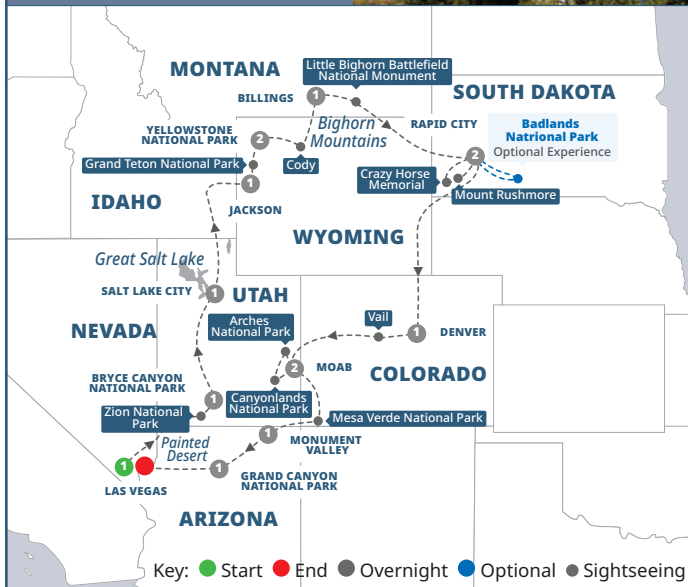 MONTANA
Little Bighorn Battlefield
National Monument
SOUTH DAKOTA
BILLINGS
1
Bighorn
Mountains
RAPID CITY
Badlands
Natrional Park
Optional Experience
YELLOWSTONE
NATIONAL PARK
2
2
Grand Teton National Park
Cody
Crazy Horse
Memorial
Mount Rushmore
1
IDAHO
JACKSON
WYOMING
Great Salt Lake
SALT LAKE CITY
1
UTAH
Vail
NEVADA
Arches
National Park
1
DENVER
2
MOAB
COLORADO
BRYCE CANYON
NATIONAL PARK
1
Canyonlands
National Park
Zion National
Park
Mesa Verde National Park
Painted
Desert
1
MONUMENT
VALLEY
1
1
GRAND CANYON
NATIONAL PARK
LAS VEGAS
ARIZONA
Key: Start End Overnight Optional Sightseeing